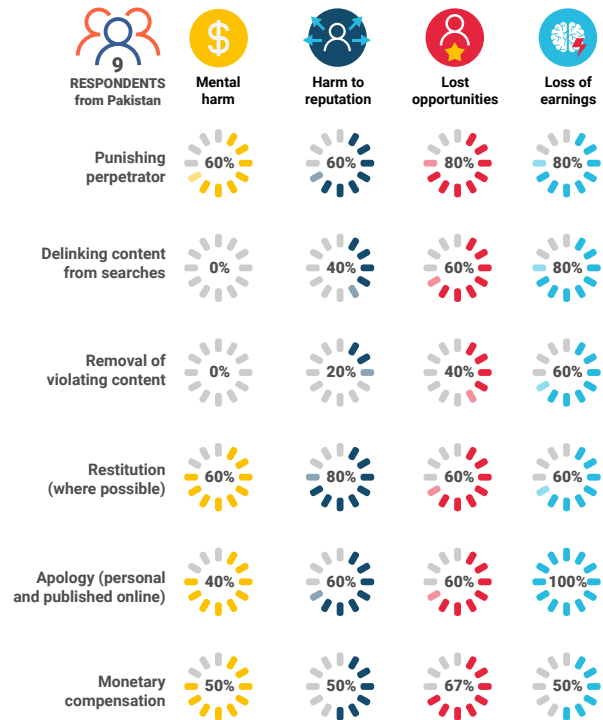 9
RESPONDENTS
from Pakistan
Mental
harm
Harm to
reputation
Lost
opportunities
Loss of
earnings
Punishing
perpetrator
60%
60%
80%
80%
Delinking content
from searches
0%
40%
60%
80%
Removal of
violating content
0%
20%
40%
60%
Restitution
(where possible)
60%
80%
60%
60%
Apology (personal
and published online)
40%
60%
60%
100%
Monetary
compensation
50%
50%
67%
50%